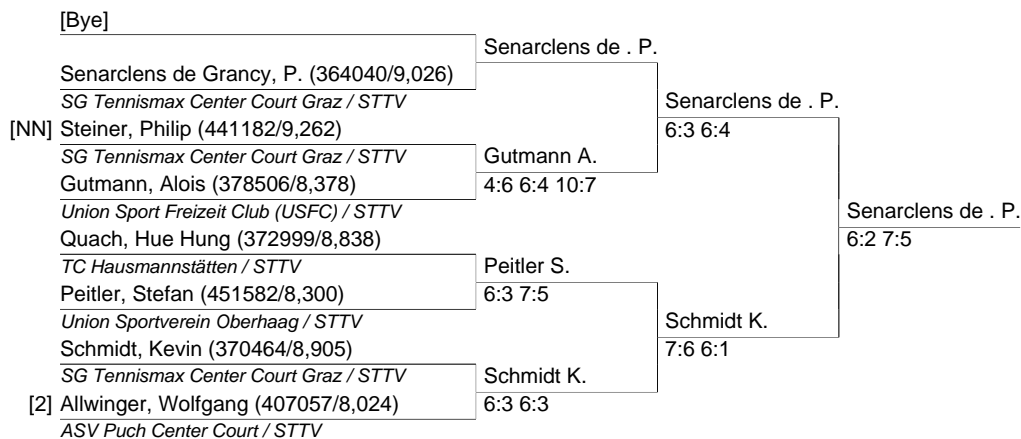 [Bye]
Senarclens de . P.
Senarclens de Grancy, P. (364040/9,026)
SG Tennismax Center Court Graz / STTV
Senarclens de . P.
[NN] Steiner, Philip (441182/9,262)
6:3 6:4
SG Tennismax Center Court Graz / STTV
Gutmann A.
Gutmann, Alois (378506/8,378)
4:6 6:4 10:7
Union Sport Freizeit Club (USFC) / STTV
Senarclens de . P.
Quach, Hue Hung (372999/8,838)
6:2 7:5
TC Hausmannstätten / STTV
Peitler S.
Peitler, Stefan (451582/8,300)
6:3 7:5
Union Sportverein Oberhaag / STTV
Schmidt K.
Schmidt, Kevin (370464/8,905)
7:6 6:1
SG Tennismax Center Court Graz / STTV
Schmidt K.
[2] Allwinger, Wolfgang (407057/8,024)
6:3 6:3
ASV Puch Center Court / STTV